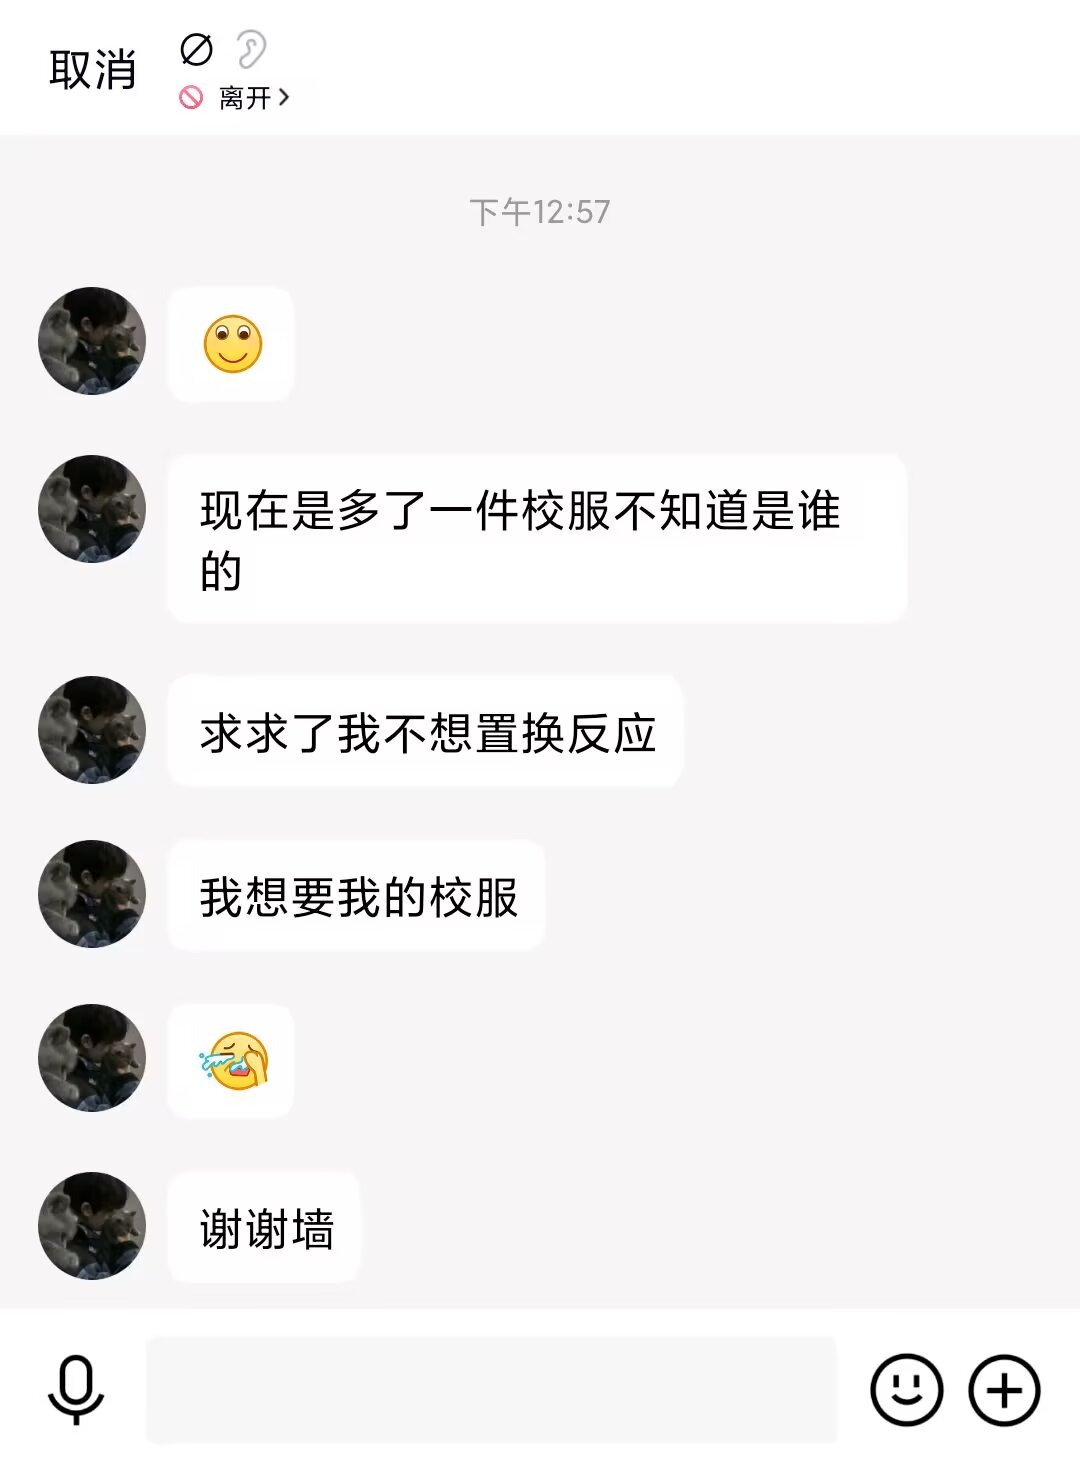 取消
离开
下午12:57
现在是多了一件校服不知道是谁
的
求求了我不想置换反应
我想要我的校服
谢谢墙